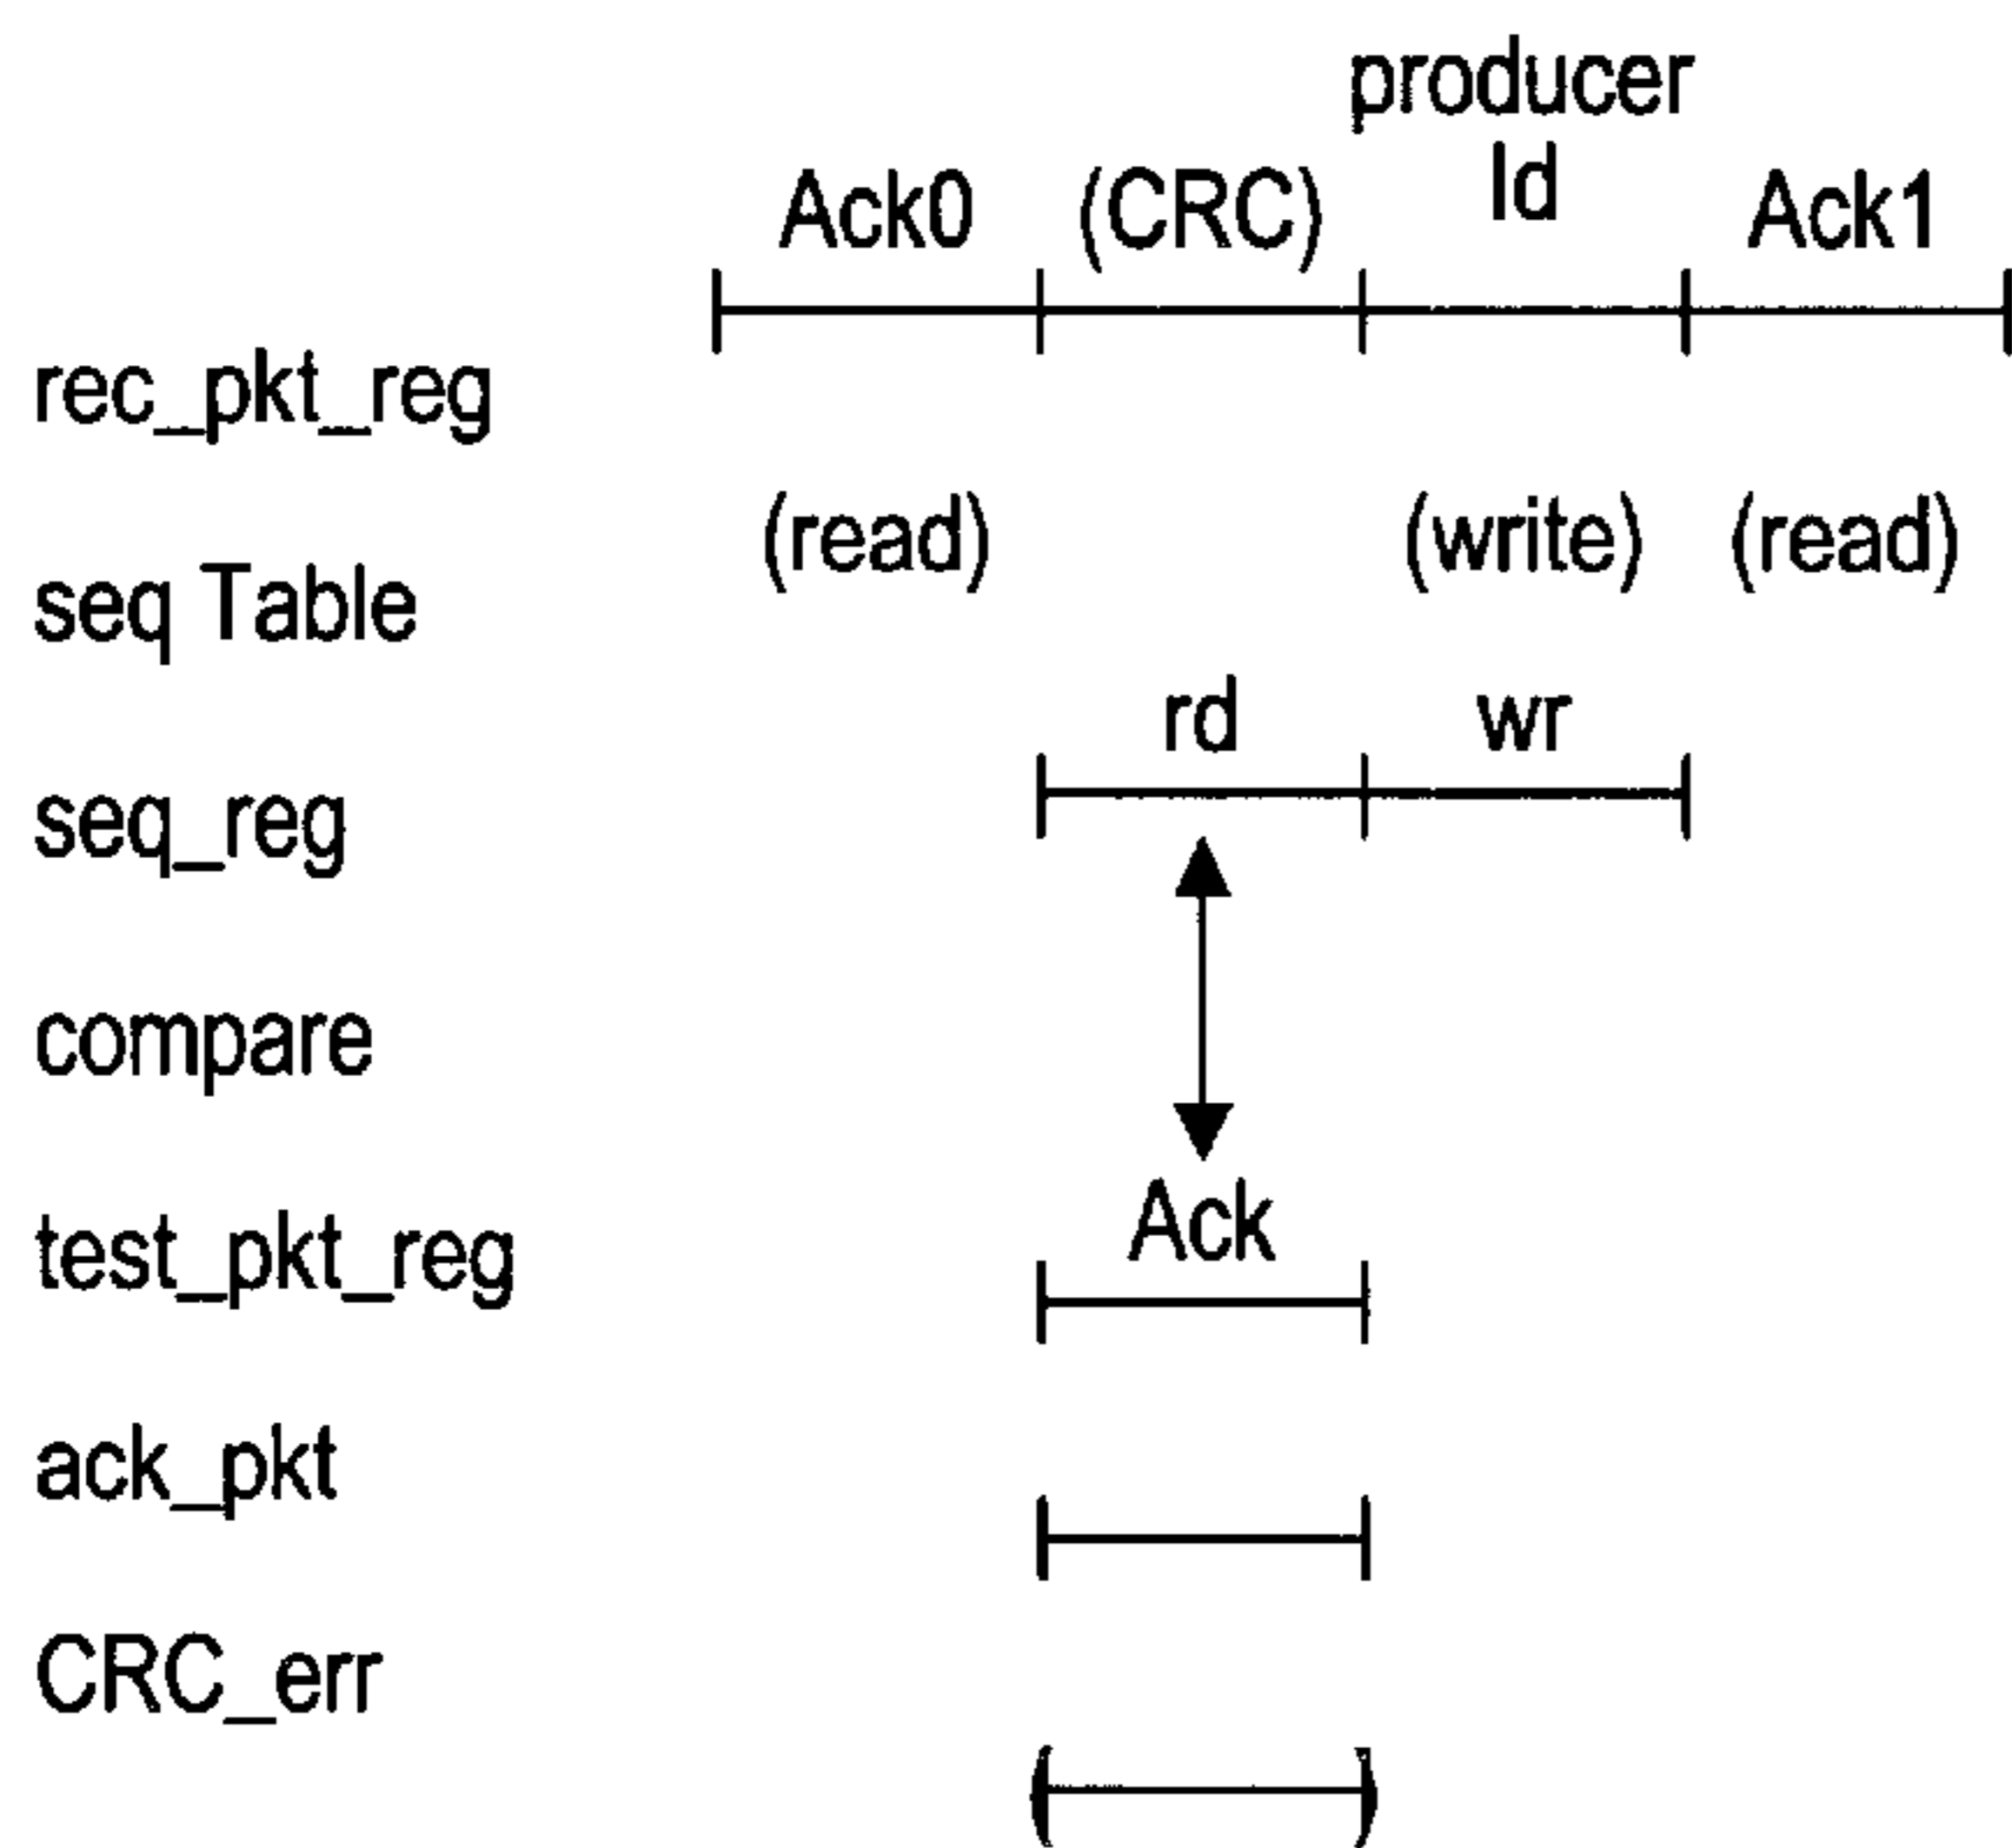 producer
Ack0 (CRC) Id Ack1
rec_pkt_reg
(read) (write) (read)
seq Table
rd wr
seq_reg
compare
Ack
test_pkt_reg
ack_pkt
CRC_err
( )